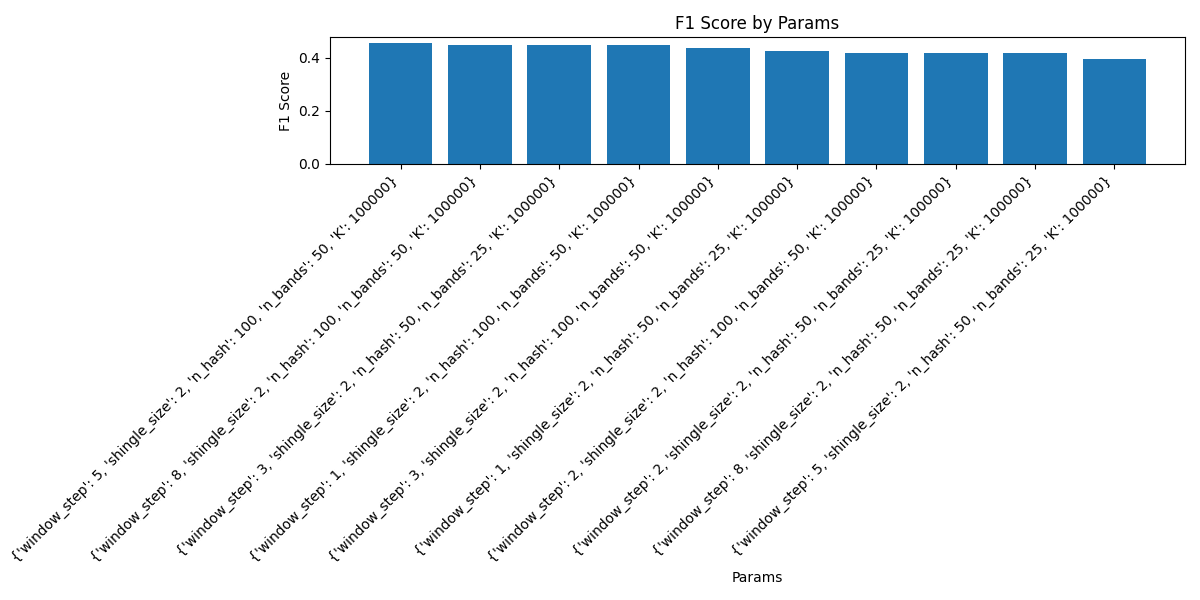 F1 Score by Params
F1 Score
0.4
0.2
0.0
{'window_step': 5, 'shingle_size': 2, 'n_hash': 100, 'n_bands': 50, 'K': 100000}
{'window_step': 8, 'shingle_size': 2, 'n_hash': 100, 'n_bands': 50, 'K': 100000}
{'window_step': 3, 'shingle_size': 2, 'n_hash': 50, 'n_bands': 25, 'K': 100000}
{'window_step': 1, 'shingle_size': 2, 'n_hash': 100, 'n_bands': 50, 'K': 100000}
{'window_step': 3, 'shingle_size': 2, 'n_hash': 100, 'n_bands': 50, 'K': 100000}
{'window_step': 1, 'shingle_size': 2, 'n_hash': 50, 'n_bands': 25, 'K': 100000}
{'window_step': 2, 'shingle_size': 2, 'n_hash': 100, 'n_bands': 50, 'K': 100000}
{'window_step': 2, 'shingle_size': 2, 'n_hash': 50, 'n_bands': 25, 'K': 100000}
{'window_step': 8, 'shingle_size': 2, 'n_hash': 50, 'n_bands': 25, 'K': 100000}
{'window_step': 5, 'shingle_size': 2, 'n_hash': 50, 'n_bands': 25, 'K': 100000}
Params